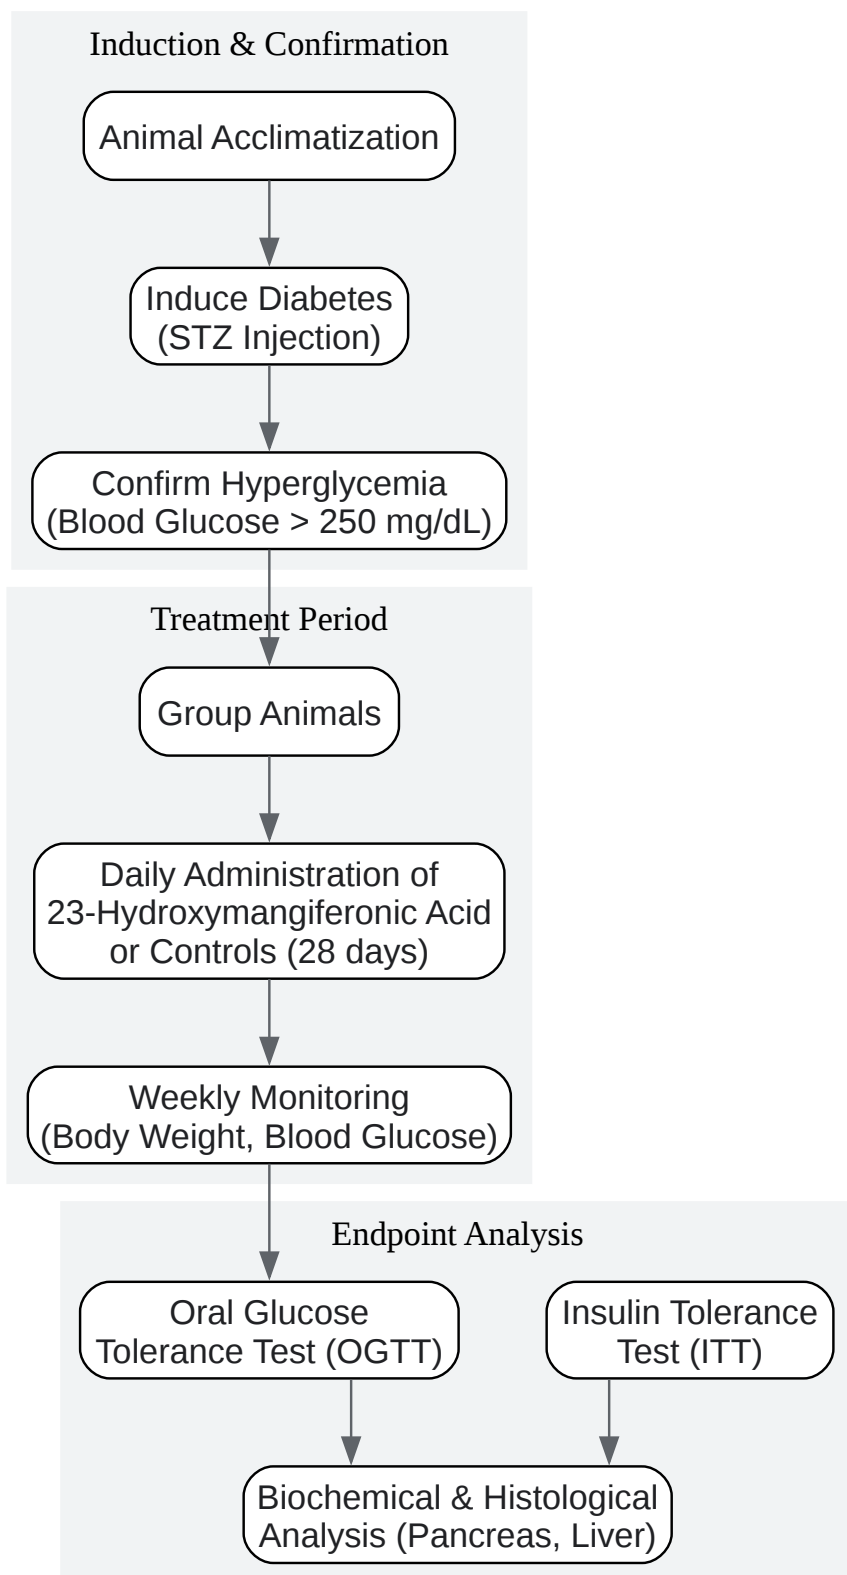 Induction & Confirmation
Animal Acclimatization
Induce Diabetes
(STZ Injection)
Confirm Hyperglycemia
(Blood Glucose > 250 mg/dL)
Treatment Period
Group Animals
Daily Administration of
23-Hydroxymangiferonic Acid
or Controls (28 days)
Weekly Monitoring
(Body Weight, Blood Glucose)
Endpoint Analysis
Oral Glucose
Tolerance Test (OGTT)
Insulin Tolerance
Test (ITT)
Biochemical & Histological
Analysis (Pancreas, Liver)